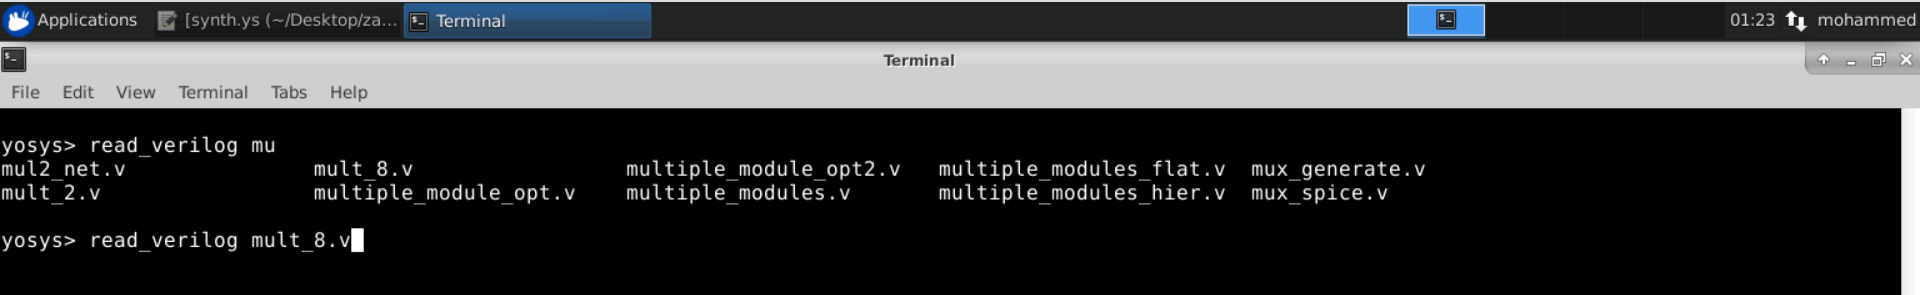 Applications [synth.ys (~/Desktop/za... Terminal 01:23 mohammed
Terminal
File Edit View Terminal Tabs Help
yosys> read_verilog mu
mul2_net.v mult_8.v multiple_module_opt2.v multiple_modules_flat.v mux_generate.v
mult_2.v multiple_module_opt.v multiple_modules.v multiple_modules_hier.v mux_spice.v
yosys> read_verilog mult_8.v